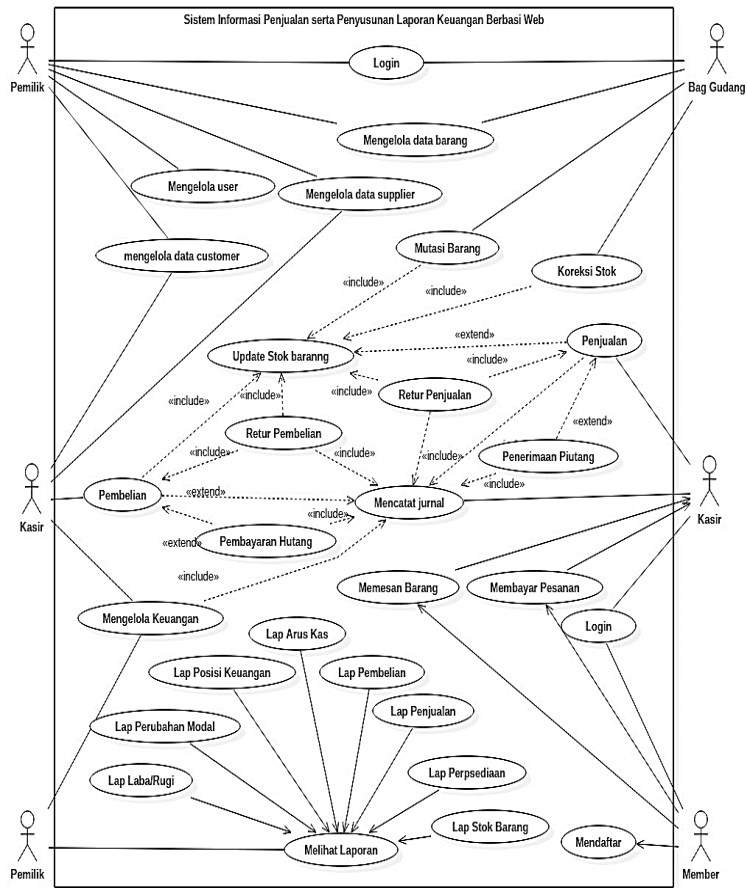 Sistem Informasi Penjualan serta Penyusunan Laporan Keuangan Berbasi Web
Pemilik
Login
Bag Gudang
Mengelola data barang
Mengelola user
Mengelola data supplier
mengelola data customer
Mutasi Barang
Koreksi Stok
«include»
«include»
«extend»
Penjualan
Update Stok baranng
«include»
«include»
Retur Penjualan
«include»
«include»
«extend»
Retur Pembelian
«include»
«include»
«include»
Penerimaan Piutang
«include»
Kasir
Pembelian
«extend»
Mencatat jurnal
Kasir
«include»
«extend»
Pembayaran Hutang
«include»
Memesan Barang
Membayar Pesanan
Mengelola Keuangan
Login
Lap Arus Kas
Lap Posisi Keuangan
Lap Pembelian
Lap Penjualan
Lap Perubahan Modal
Lap Perpsediaan
Lap Laba/Rugi
Lap Stok Barang
Mendaftar
Melihat Laporan
Pemilik
Member